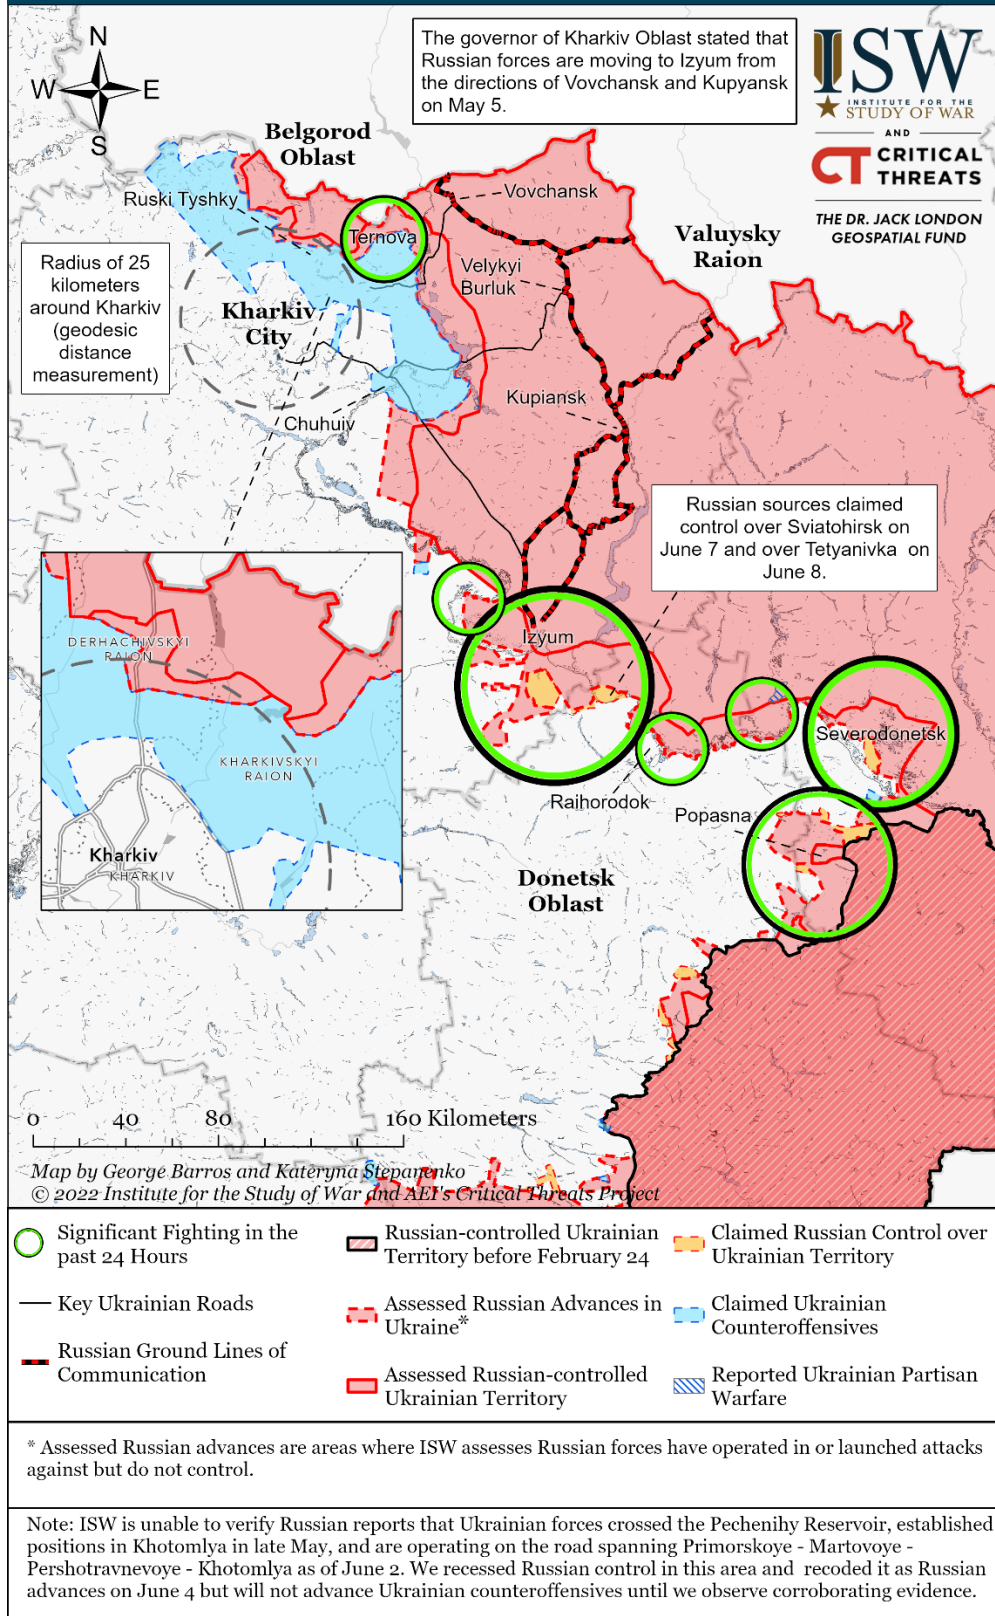 N
W
E
S
The governor of Kharkiv Oblast stated that
Russian forces are moving to Izyum from
the directions of Vovchansk and Kupyansk
on May 5.
ISW
INSTITUTE FOR THE
STUDY OF WAR
AND
CT CRITICAL
THREATS
THE DR. JACK LONDON
GEOSPATIAL FUND
Belgorod
Oblast
Ruski Tyshky
Ternova
Vovchansk
Valuysky
Raion
Velykyi
Burluk
Radius of 25
kilometers
around Kharkiv
(geodesic
distance
measurement)
Kharkiv
City
Kupiansk
Chuhuiv
Russian sources claimed
control over Sviatohirsk on
June 7 and over Tetyanivka on
June 8.
Izyum
DERHACHIVSKYI
RAION
KHARKIVSKYI
RAION
Kharkiv
KHARKIV
Severodonetsk
Raihorodok
Popasna
Donetsk
Oblast
0 40 80 160 Kilometers
Map by George Barros and Kateryna Stepanenko
© 2022 Institute for the Study of War and AEI's Critical Threats Project
Significant Fighting in the
past 24 Hours
Key Ukrainian Roads
Russian Ground Lines of
Communication
Russian-controlled Ukrainian
Territory before February 24
Assessed Russian Advances in
Ukraine*
Assessed Russian-controlled
Ukrainian Territory
Claimed Russian Control over
Ukrainian Territory
Claimed Ukrainian
Counteroffensives
Reported Ukrainian Partisan
Warfare
* Assessed Russian advances are areas where ISW assesses Russian forces have operated in or launched attacks
against but do not control.
Note: ISW is unable to verify Russian reports that Ukrainian forces crossed the Pechenihy Reservoir, established
positions in Khotomlya in late May, and are operating on the road spanning Primorskoye - Martovoye -
Pershotravnevoye - Khotomlya as of June 2. We recessed Russian control in this area and recoded it as Russian
advances on June 4 but will not advance Ukrainian counteroffensives until we observe corroborating evidence.